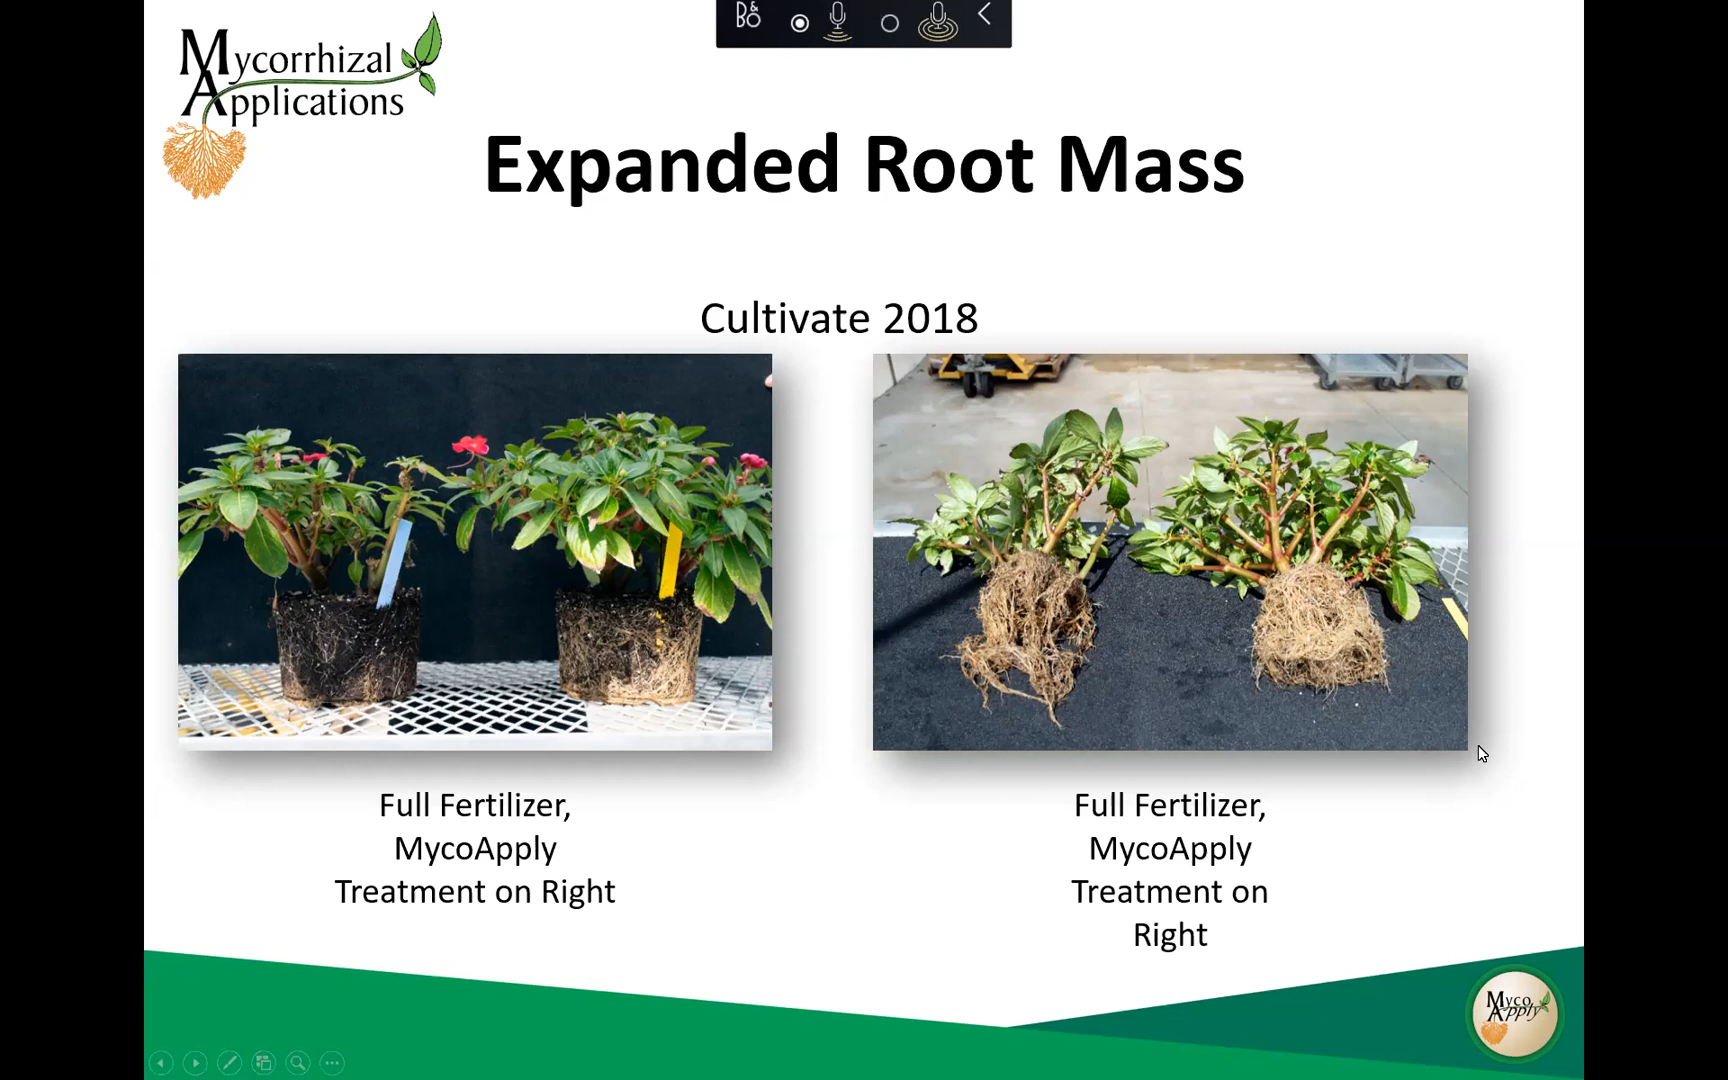 B&O
Mycorrhizal
Applications
Expanded Root Mass
Cultivate 2018
Full Fertilizer,
MycoApply
Treatment on Right
Full Fertilizer,
MycoApply
Treatment on
Right
Myco
Apply